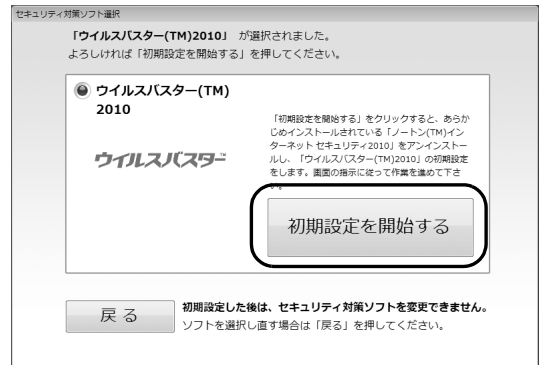 セキュリティ対策ソフト選択
「ウイルスバスター(TM)2010」 が選択されました。
よろしければ「初期設定を開始する」を押してください。
ウイルスバスター(TM)
2010
「初期設定を開始する」をクリックすると、あらか
じめインストールされている「ノートン(TM)イン
ターネット セキュリティ2010」をアンインストー
ルし、「ウイルスバスター(TM)2010」の初期設定
をします。画面の指示に従って作業を進めて下さ
い。
ウイルスバスター™
初期設定を開始する
戻 る
初期設定した後は、セキュリティ対策ソフトを変更できません。
ソフトを選択し直す場合は「戻る」を押してください。